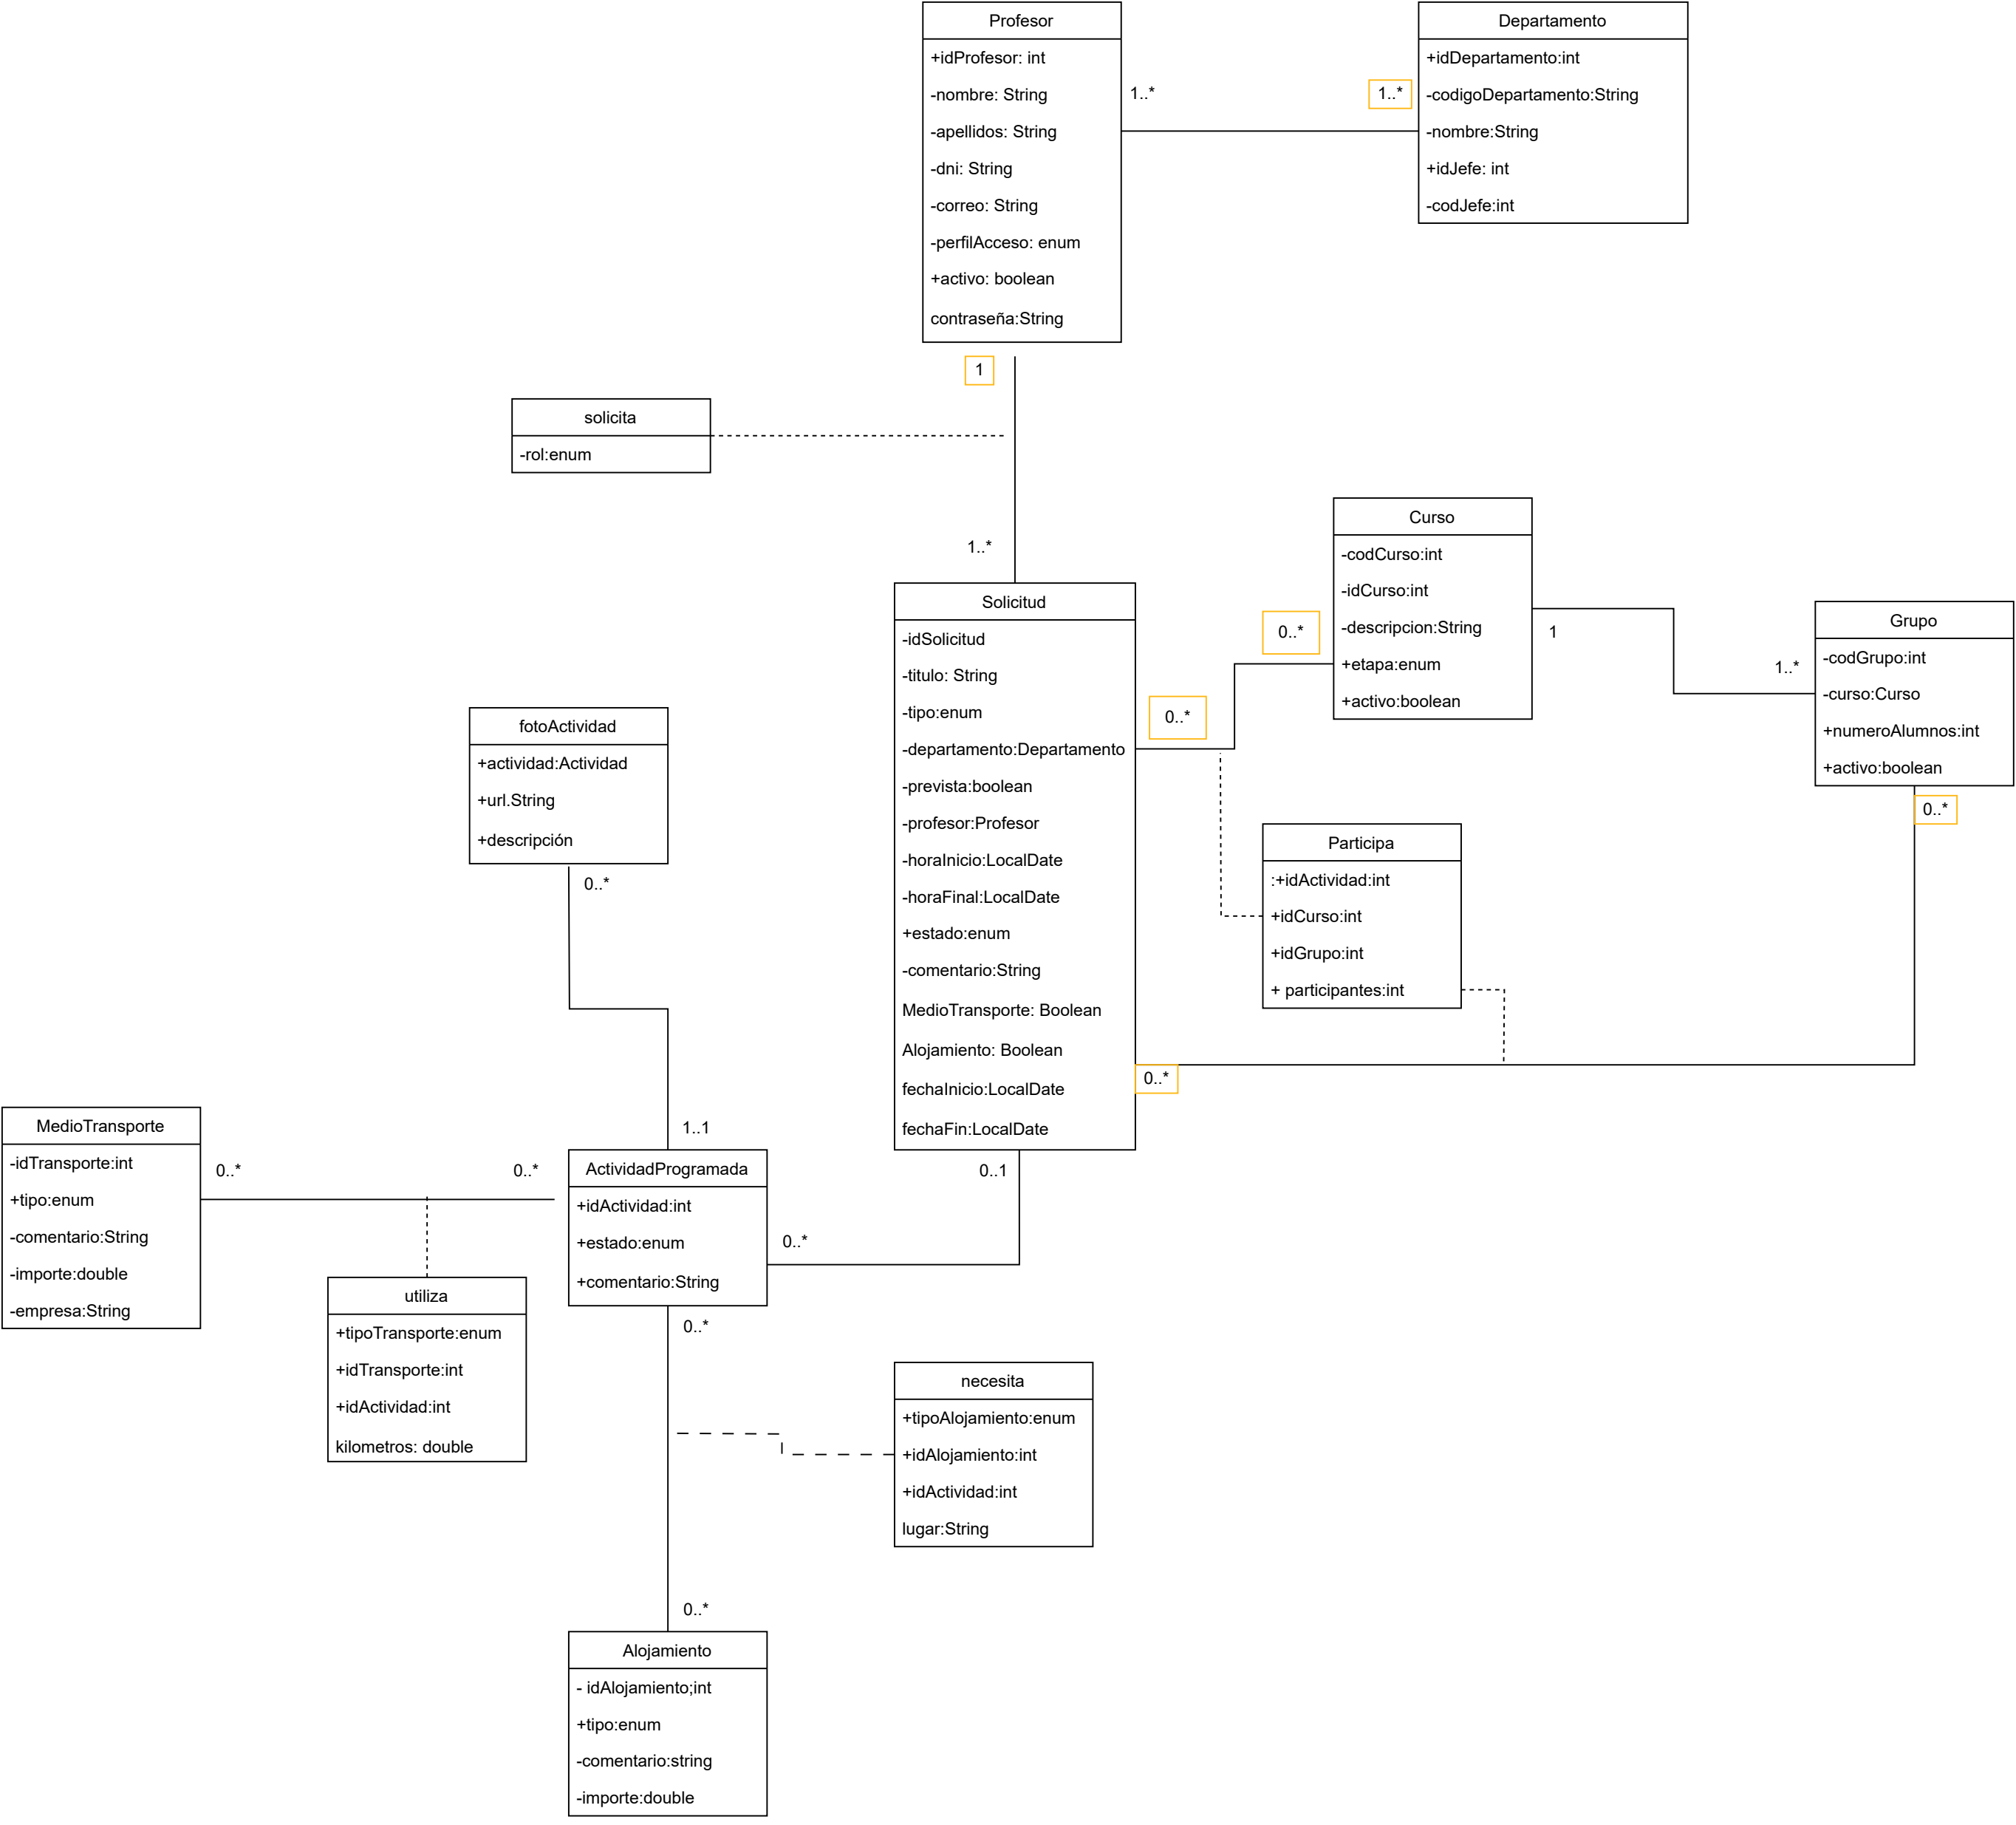 Profesor
+idProfesor: int
-nombre: String
-apellidos: String
-dni: String
-correo: String
-perfilAcceso: enum
+activo: boolean
contraseña:String
1..*
1..*
Departamento
+idDepartamento:int
-codigoDepartamento:String
-nombre:String
+idJefe: int
-codJefe:int
1
solicita
-rol:enum
1..*
Curso
-codCurso:int
-idCurso:int
-descripcion:String
+etapa:enum
+activo:boolean
1
1..*
Grupo
-codGrupo:int
-curso:Curso
+numeroAlumnos:int
+activo:boolean
0..*
Solicitud
-idSolicitud
-titulo: String
-tipo:enum
-departamento:Departamento
-prevista:boolean
-profesor:Profesor
-horaInicio:LocalDate
-horaFinal:LocalDate
+estado:enum
-comentario:String
MedioTransporte: Boolean
Alojamiento: Boolean
fechaInicio:LocalDate
fechaFin:LocalDate
0..*
0..*
Participa
:+idActividad:int
+idCurso:int
+idGrupo:int
+ participantes:int
0..*
fotoActividad
+actividad:Actividad
+url.String
+descripción
0..*
1..1
MedioTransporte
-idTransporte:int
+tipo:enum
-comentario:String
-importe:double
-empresa:String
0..*
0..*
ActividadProgramada
+idActividad:int
+estado:enum
+comentario:String
0..1
0..*
utiliza
+tipoTransporte:enum
+idTransporte:int
+idActividad:int
kilometros: double
0..*
necesita
+tipoAlojamiento:enum
+idAlojamiento:int
+idActividad:int
lugar:String
0..*
Alojamiento
- idAlojamiento;int
+tipo:enum
-comentario:string
-importe:double